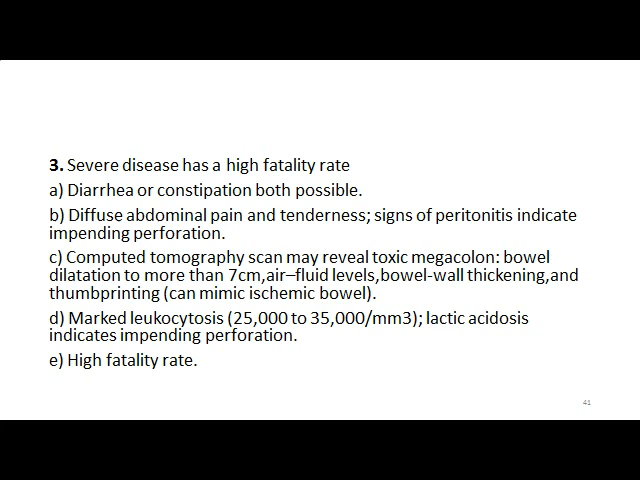 3. Severe disease has a high fatality rate
a) Diarrhea or constipation both possible.
b) Diffuse abdominal pain and tenderness; signs of peritonitis indicate
impending perforation.
c) Computed tomography scan may reveal toxic megacolon: bowel
dilatation to more than 7cm,air–fluid levels,bowel-wall thickening,and
thumbprinting (can mimic ischemic bowel).
d) Marked leukocytosis (25,000 to 35,000/mm3); lactic acidosis
indicates impending perforation.
e) High fatality rate.
41